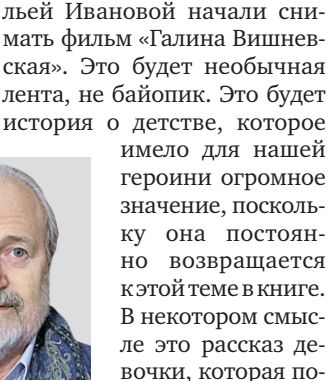 льей Ивановой начали сни-
мать фильм «Галина Вишнев-
ская». Это будет необычная
лента, не байопик. Это будет
история о детстве, которое
имело для нашей
героини огромное
значение, посколь-
ку она постоян-
но возвращается
к этой теме в книге.
В некотором смыс-
ле это рассказ де-
вочки, которая по-